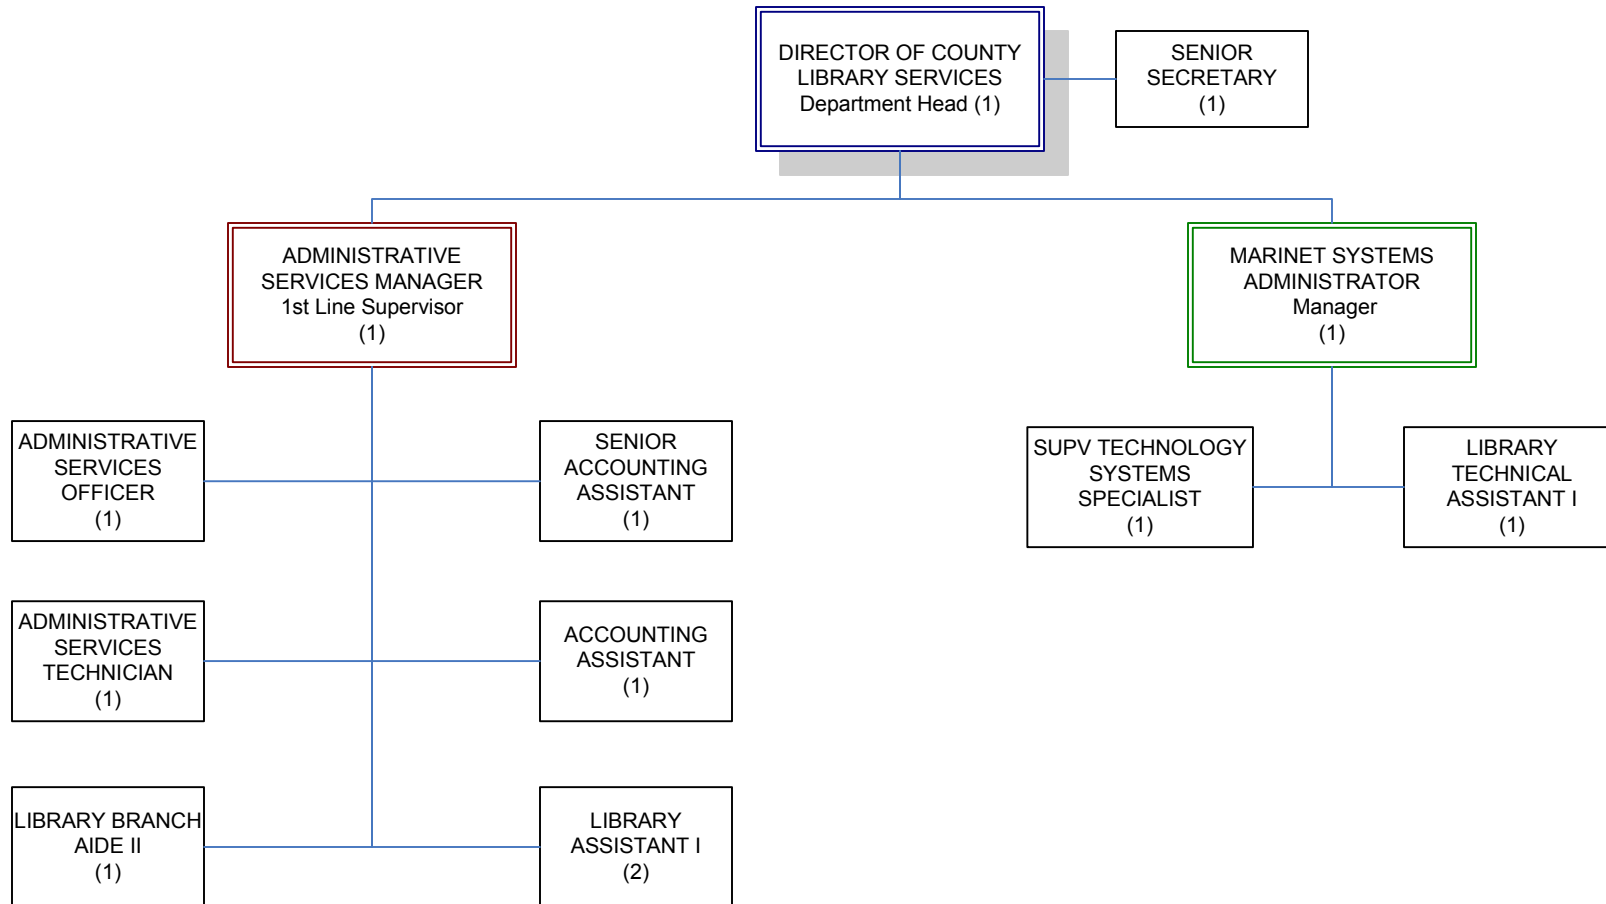 DIRECTOR OF COUNTY
LIBRARY SERVICES
Department Head (1)
SENIOR
SECRETARY
(1)
ADMINISTRATIVE
SERVICES MANAGER
1st Line Supervisor
(1)
MARINET SYSTEMS
ADMINISTRATOR
Manager
(1)
ADMINISTRATIVE
SERVICES
OFFICER
(1)
SENIOR
ACCOUNTING
ASSISTANT
(1)
SUPV TECHNOLOGY
SYSTEMS
SPECIALIST
(1)
LIBRARY
TECHNICAL
ASSISTANT I
(1)
ADMINISTRATIVE
SERVICES
TECHNICIAN
(1)
ACCOUNTING
ASSISTANT
(1)
LIBRARY BRANCH
AIDE II
(1)
LIBRARY
ASSISTANT I
(2)